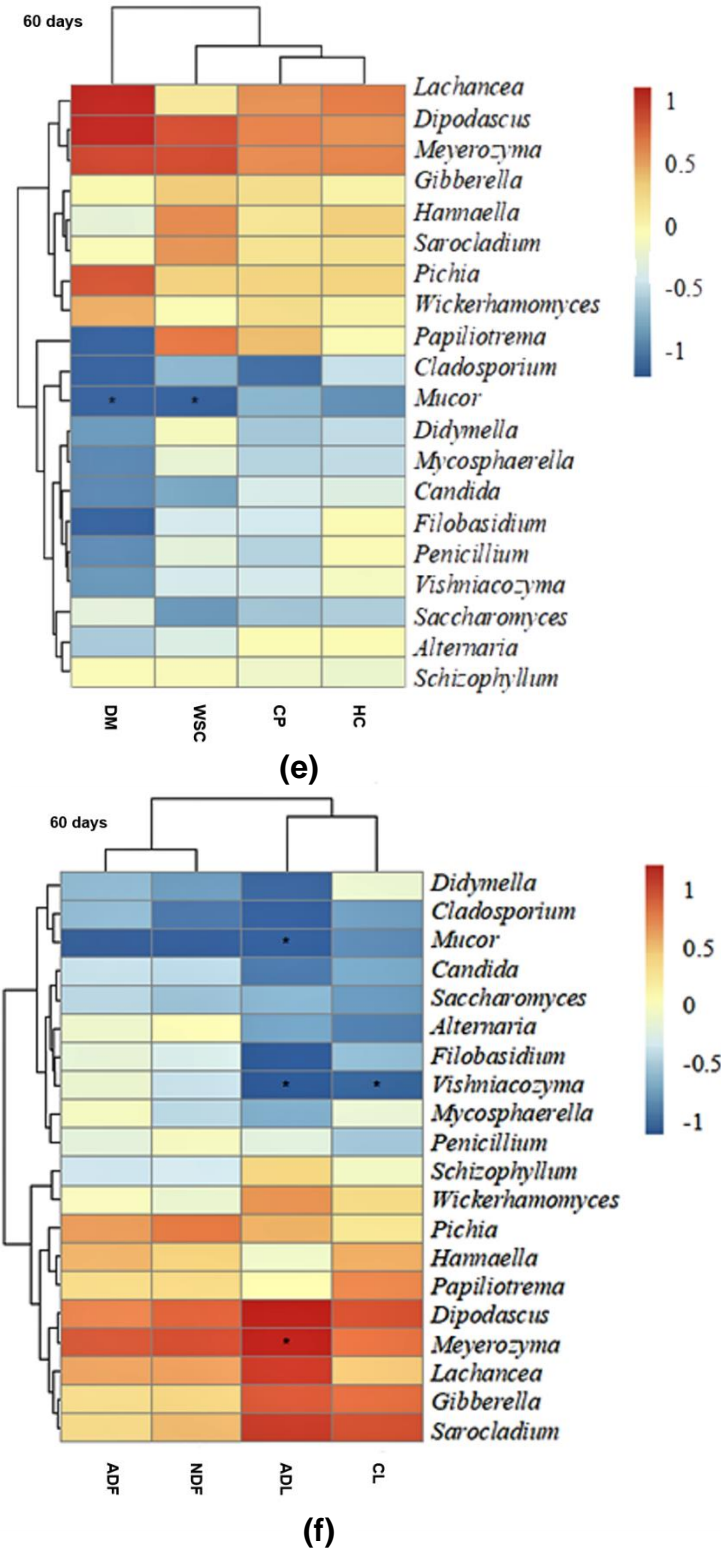 60 days
Lachancea
1
Dipodascus
Meyerozyma
0.5
Gibberella
Hannaella
0
Sarocladium
Pichia
-0.5
Wickerhamomyces
Papiliotrema
-1
Cladosporium
* * Mucor
Didymella
Mycosphaerella
Candida
Filobasidium
Penicillium
Vishniacozyma
Saccharomyces
Alternaria
Schizophyllum
DM WSC CP HC
(e)
60 days
Didymella
1
Cladosporium
* Mucor
0.5
Candida
Saccharomyces
0
Alternaria
Filobasidium
-0.5
* * Vishniacozyma
Mycosphaerella
-1
Penicillium
Schizophyllum
Wickerhamomyces
Pichia
Hannaella
Papiliotrema
Dipodascus
* Meyerozyma
Lachancea
Gibberella
Sarocladium
ADF NDF ADL CL
(f)